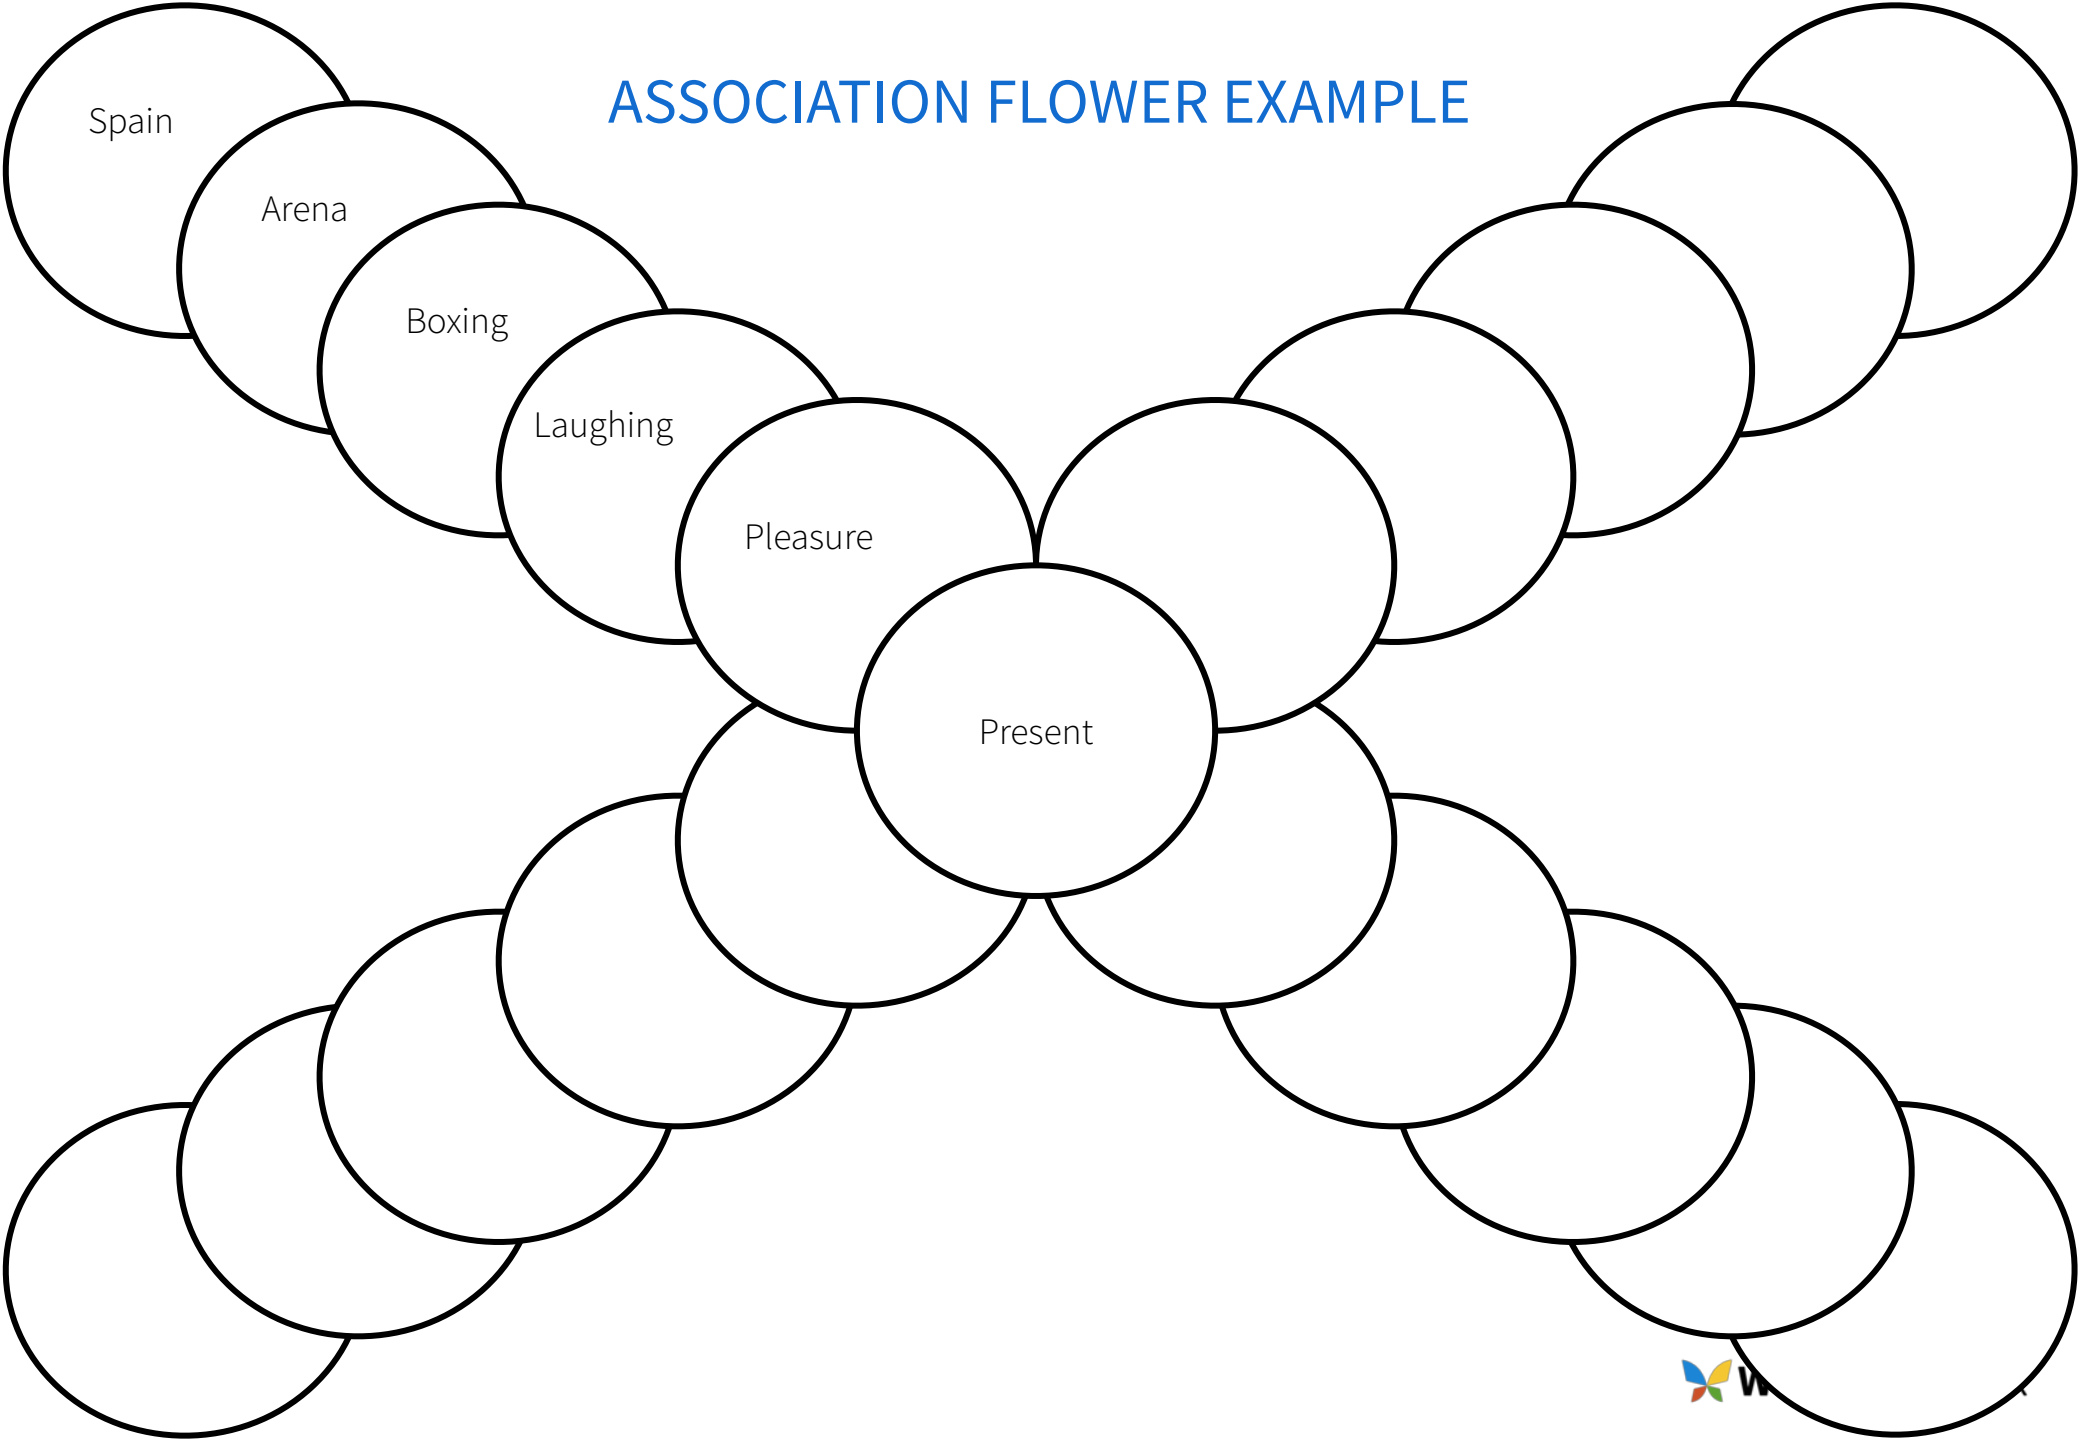 ASSOCIATION FLOWER EXAMPLE
Spain
Arena
Boxing
Laughing
Pleasure
Present